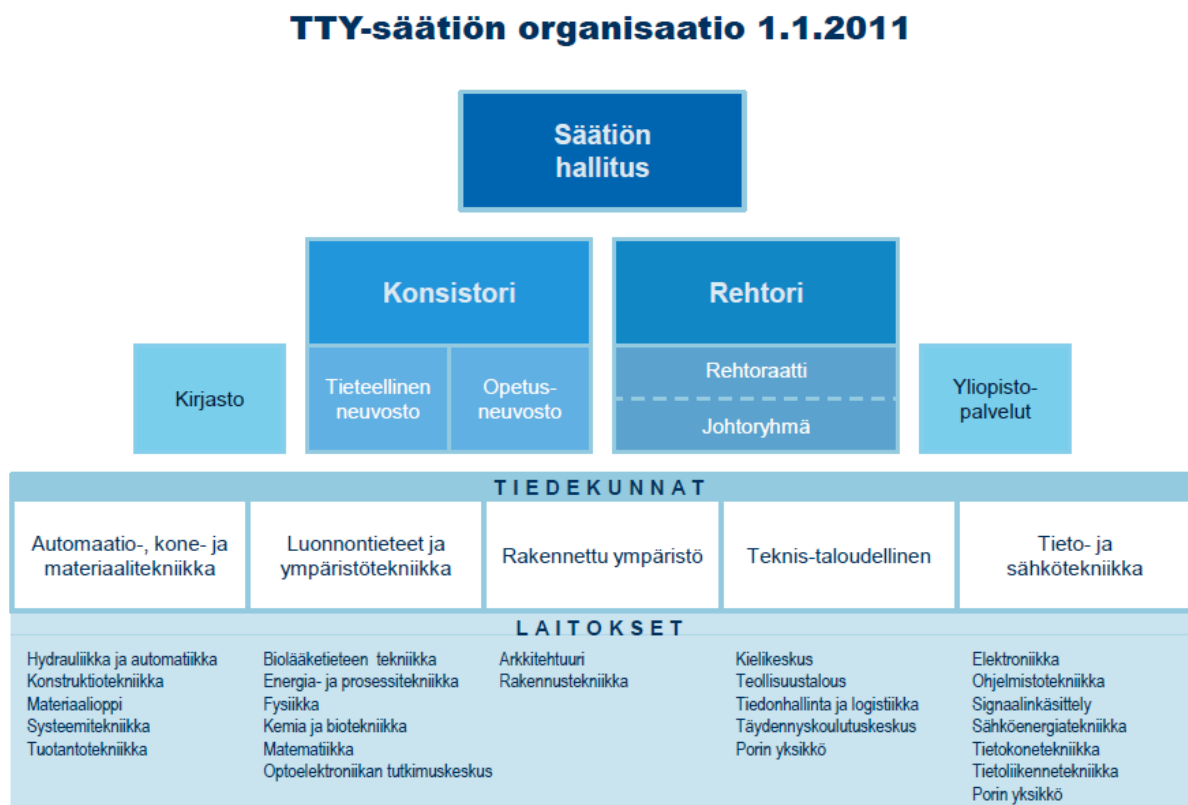 TTY-säätiön organisaatio 1.1.2011
Säätiön
hallitus
Konsistori
Rehtori
Kirjasto
Tieteellinen
neuvosto
Opetus-
neuvosto
Rehtoraatti
Johtoryhmä
Yliopisto-
palvelut
TIEDEKUNNAT
Automaatio-, kone- ja
materiaalitekniikka
Luonnontieteet ja
ympäristötekniikka
Rakennettu ympäristö
Teknis-taloudellinen
Tieto- ja
sähkötekniikka
LAITOKSET
Hydrauliikka ja automatiikka
Konstruktiotekniikka
Materiaalioppi
Systeemitekniikka
Tuotantotekniikka
Biolääketieteen tekniikka
Energia- ja prosessitekniikka
Fysiikka
Kemia ja biotekniikka
Matematiikka
Optoelektroniikan tutkimuskeskus
Arkkitehtuuri
Rakennustekniikka
Kielikeskus
Teollisuustalous
Tiedonhallinta ja logistiikka
Täydennyskoulutuskeskus
Porin yksikkö
Elektroniikka
Ohjelmistotekniikka
Signaalinkäsittely
Sähköenergiatekniikka
Tietokonetekniikka
Tietoliikennetekniikka
Porin yksikkö